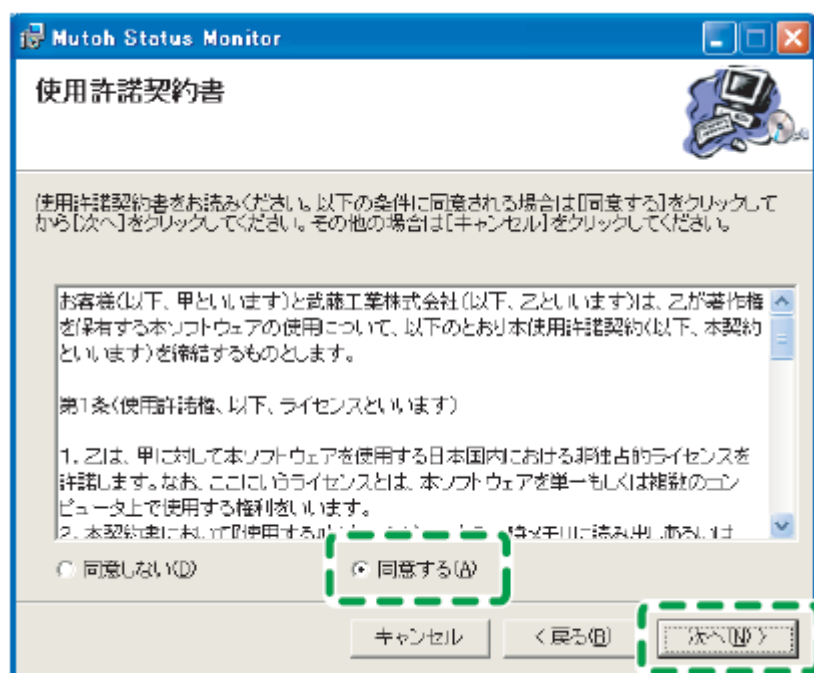 Mutoh Status Monitor
使用許諾契約書
使用許諾契約書をお読みください。以下の条件に同意される場合は[同意する]をクリックして
から[次へ]をクリックしてください。その他の場合は[キャンセル]をクリックしてください。
お客様(以下、甲といいます)と武藤工業株式会社(以下、乙といいます)は、乙が著作権
を保有する本ソフトウェアの使用について、以下のとおり本使用許諾契約(以下、本契約
といいます)を締結するものとします。
第1条(使用許諾権、以下、ライセンスといいます)
1. 乙は、甲に対して本ソフトウェアを使用する日本国内における非独占的ライセンスを
許諾します。なお、ここにいうライセンスとは、本ソフトウェアを単一もしくは複数のコン
ピュータ上で使用する権利をいいます。
2. 本契約書において『使用する』
同意しない(D)
同意する(A)
キャンセル
< 戻る(B)
次へ(N) >